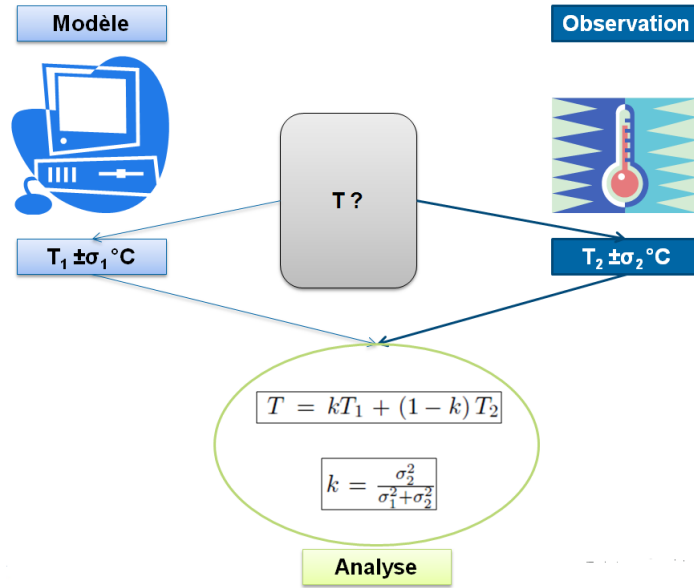 Modèle
Observation
T ?
T₁ ±σ₁°C
T₂ ±σ₂°C
T = kT₁ + (1 − k) T₂
k = σ₂² / (σ₁² + σ₂²)
Analyse